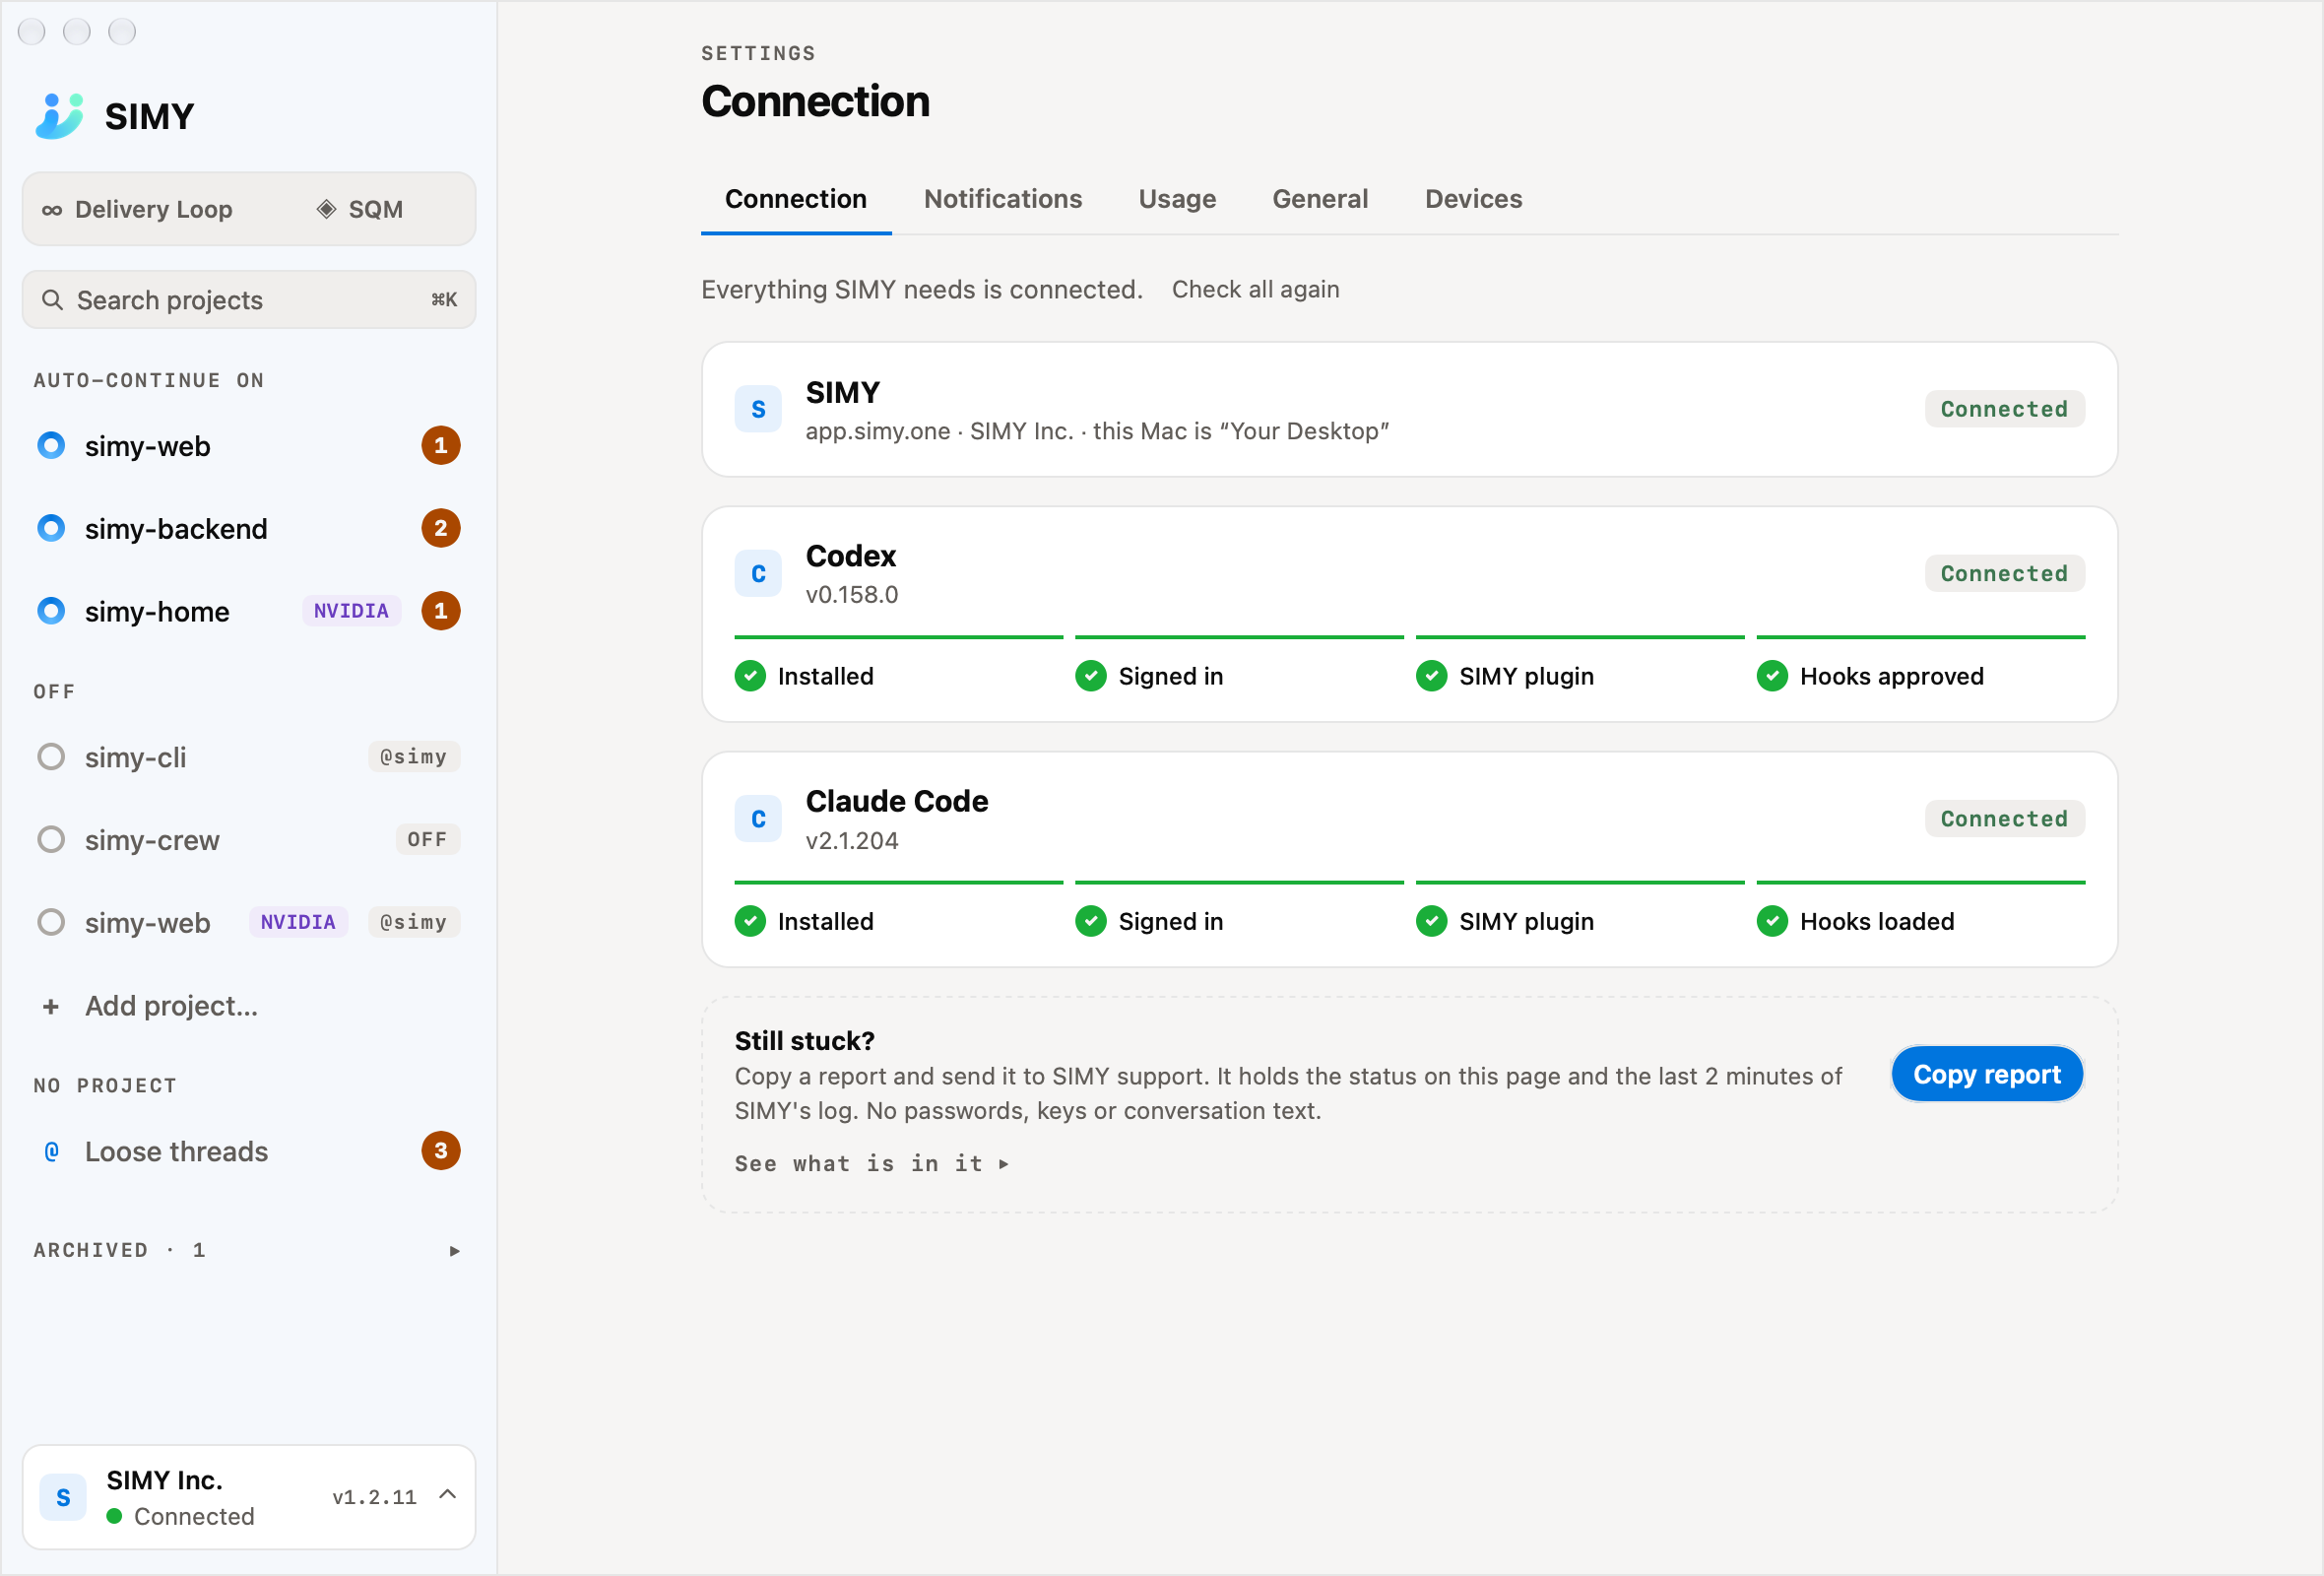 SIMY
∞ Delivery Loop
◈ SQM
Search projects ⌘K
AUTO-CONTINUE ON
simy-web 1
simy-backend 2
simy-home NVIDIA 1
OFF
simy-cli @simy
simy-crew OFF
simy-web NVIDIA @simy
+ Add project...
NO PROJECT
@ Loose threads 3
ARCHIVED · 1 ▸
S
SIMY Inc.
Connected
v1.2.11
SETTINGS
Connection
Connection Notifications Usage General Devices
Everything SIMY needs is connected. Check all again
S
SIMY
app.simy.one · SIMY Inc. · this Mac is “Your Desktop”
Connected
C
Codex
v0.158.0
Connected
Installed Signed in SIMY plugin Hooks approved
C
Claude Code
v2.1.204
Connected
Installed Signed in SIMY plugin Hooks loaded
Still stuck?
Copy a report and send it to SIMY support. It holds the status on this page and the last 2 minutes of
SIMY's log. No passwords, keys or conversation text.
See what is in it ▸
Copy report